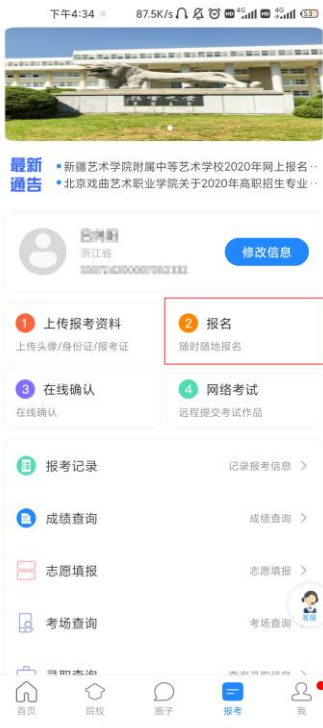 下午4:34
87.5K/s
4G
4G
53
最新
通告
•新疆艺术学院附属中等艺术学校2020年网上报名··
•北京戏曲艺术职业学院关于2020年高职招生专业··
浙江省
修改信息
1 上传报考资料
上传头像/身份证/报考证
2 报名
随时随地报名
3 在线确认
在线确认
4 网络考试
远程提交考试作品
报考记录
记录报考信息 >
成绩查询
成绩查询 >
志愿填报
志愿填报 >
客服
考场查询
考场查询 >
首页
院校
圈子
报考
我